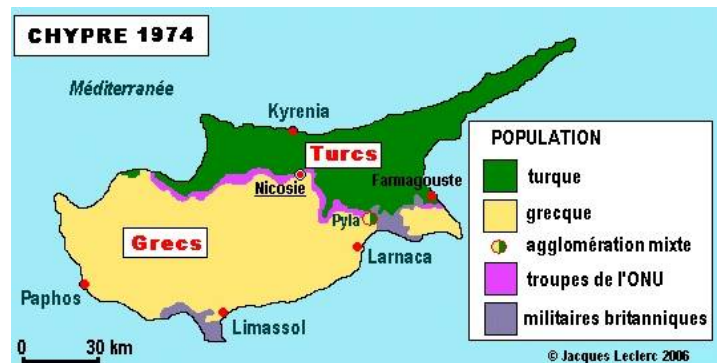 CHYPRE 1974
Méditerranée
Kyrenia
Turcs
Nicosie
Farmagouste
Pyla
Grecs
Larnaca
Paphos
Limassol
0 30 km
POPULATION
turque
grecque
agglomération mixte
troupes de l'ONU
militaires britanniques
© Jacques Leclerc 2006